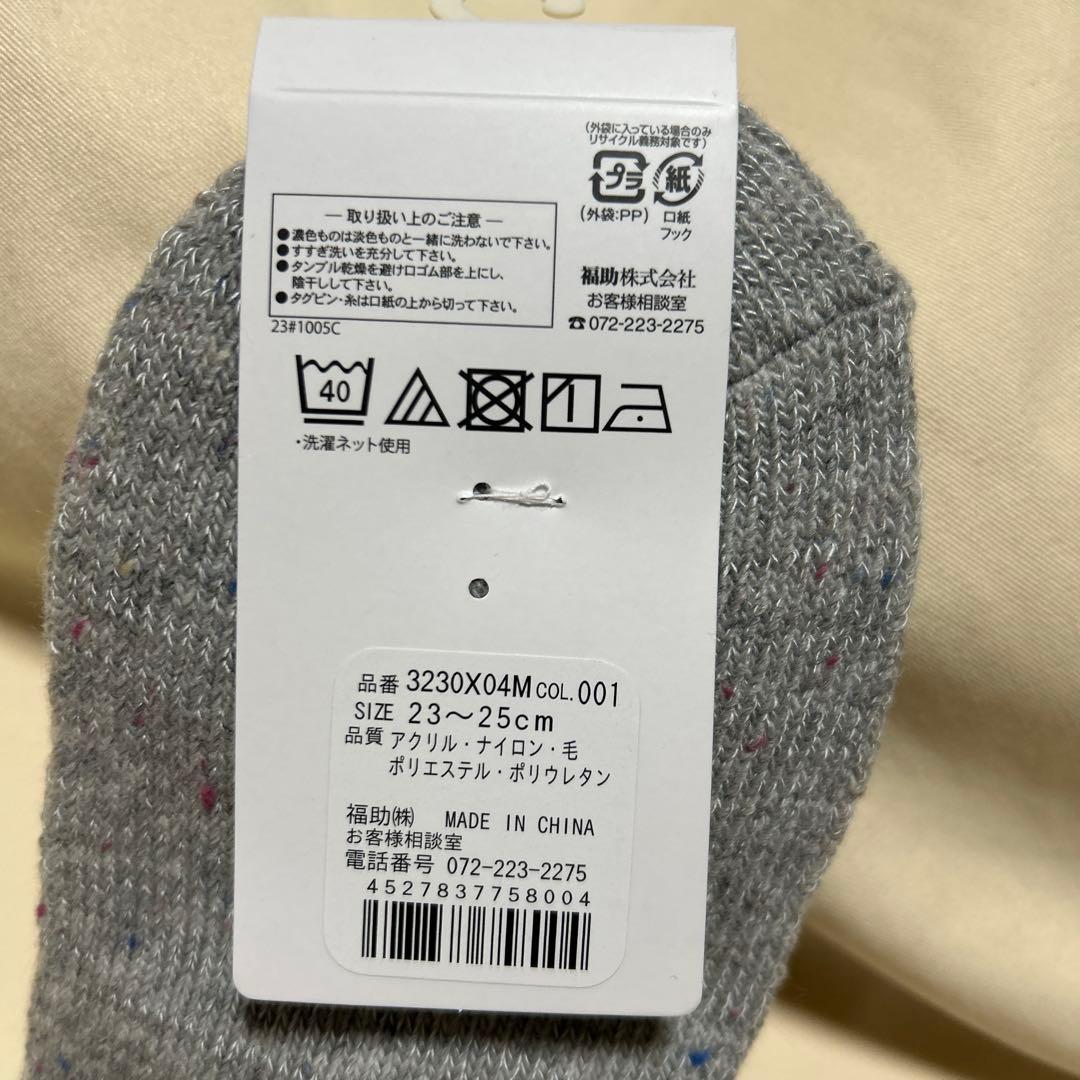 (外袋に入っている場合のみ
リサイクル義務対象です)
プラ 紙
(外袋:PP) 口紙
フック
― 取り扱い上のご注意 ―
●濃色ものは淡色ものと一緒に洗わないで下さい。
●すすぎ洗いを充分して下さい。
●タンブル乾燥を避け口ゴム部を上にし、
陰干しして下さい。
●タグピン・糸は口紙の上から切って下さい。
23#1005C
福助株式会社
お客様相談室
☎072-223-2275
40
・洗濯ネット使用
品番 3230X04M COL.001
SIZE 23～25cm
品質 アクリル・ナイロン・毛
ポリエステル・ポリウレタン
福助㈱ MADE IN CHINA
お客様相談室
電話番号 072-223-2275
4527837758004